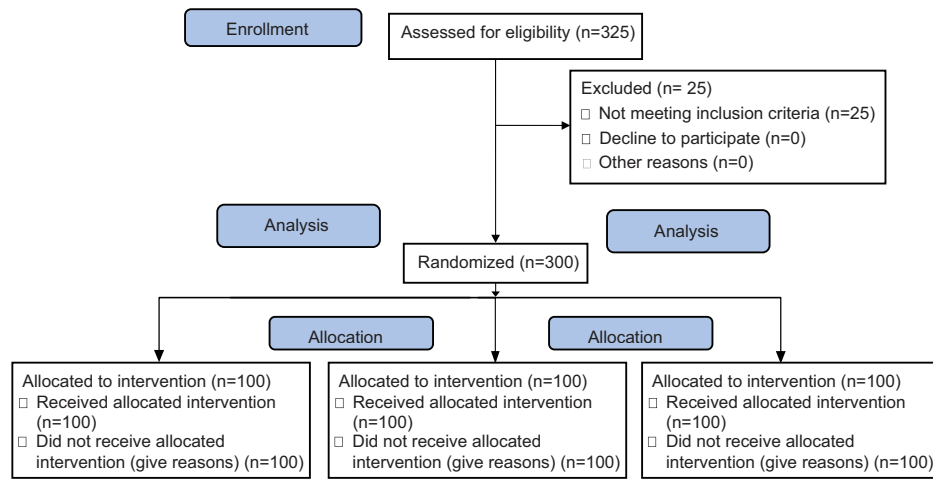 Enrollment
Assessed for eligibility (n=325)
Excluded (n= 25)
□ Not meeting inclusion criteria (n=25)
□ Decline to participate (n=0)
□ Other reasons (n=0)
Analysis
Analysis
Randomized (n=300)
Allocation
Allocation
Allocated to intervention (n=100)
□ Received allocated intervention
(n=100)
□ Did not receive allocated
intervention (give reasons) (n=100)
Allocated to intervention (n=100)
□ Received allocated intervention
(n=100)
□ Did not receive allocated
intervention (give reasons) (n=100)
Allocated to intervention (n=100)
□ Received allocated intervention
(n=100)
□ Did not receive allocated
intervention (give reasons) (n=100)